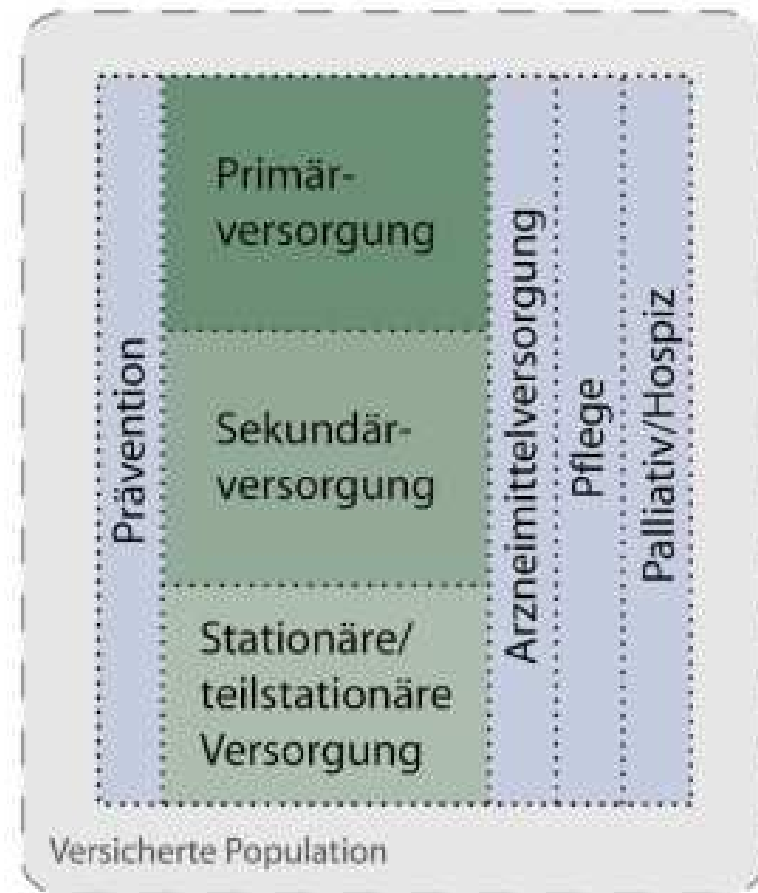 Prävention
Primär-
versorgung
Sekundär-
versorgung
Stationäre/
teilstationäre
Versorgung
Arzneimittelversorgung
Pflege
Palliativ/Hospiz
Versicherte Population